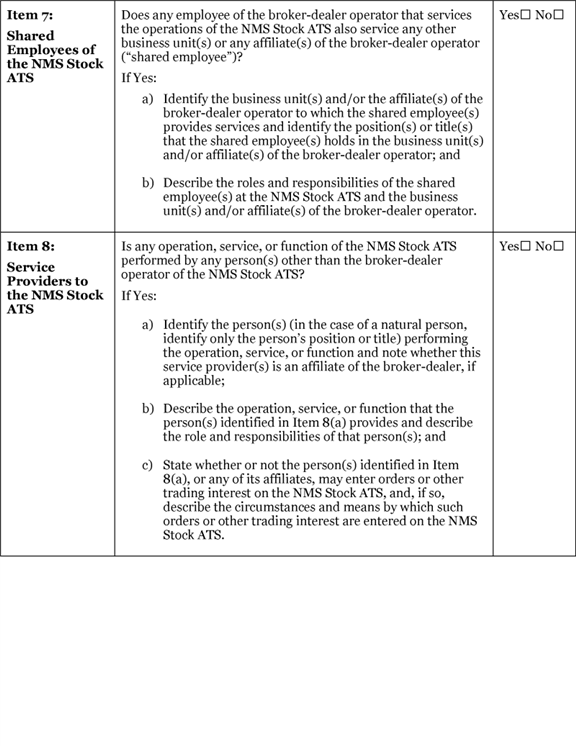 Item 7:
Shared
Employees of
the NMS Stock
ATS
Does any employee of the broker-dealer operator that services
the operations of the NMS Stock ATS also service any other
business unit(s) or any affiliate(s) of the broker-dealer operator
(“shared employee”)?
If Yes:
a) Identify the business unit(s) and/or the affiliate(s) of the
broker-dealer operator to which the shared employee(s)
provides services and identify the position(s) or title(s)
that the shared employee(s) holds in the business unit(s)
and/or affiliate(s) of the broker-dealer operator; and
b) Describe the roles and responsibilities of the shared
employee(s) at the NMS Stock ATS and the business
unit(s) and/or affiliate(s) of the broker-dealer operator.
Yes☐ No☐
Item 8:
Service
Providers to
the NMS Stock
ATS
Is any operation, service, or function of the NMS Stock ATS
performed by any person(s) other than the broker-dealer
operator of the NMS Stock ATS?
If Yes:
a) Identify the person(s) (in the case of a natural person,
identify only the person’s position or title) performing
the operation, service, or function and note whether this
service provider(s) is an affiliate of the broker-dealer, if
applicable;
b) Describe the operation, service, or function that the
person(s) identified in Item 8(a) provides and describe
the role and responsibilities of that person(s); and
c) State whether or not the person(s) identified in Item
8(a), or any of its affiliates, may enter orders or other
trading interest on the NMS Stock ATS, and, if so,
describe the circumstances and means by which such
orders or other trading interest are entered on the NMS
Stock ATS.
Yes☐ No☐